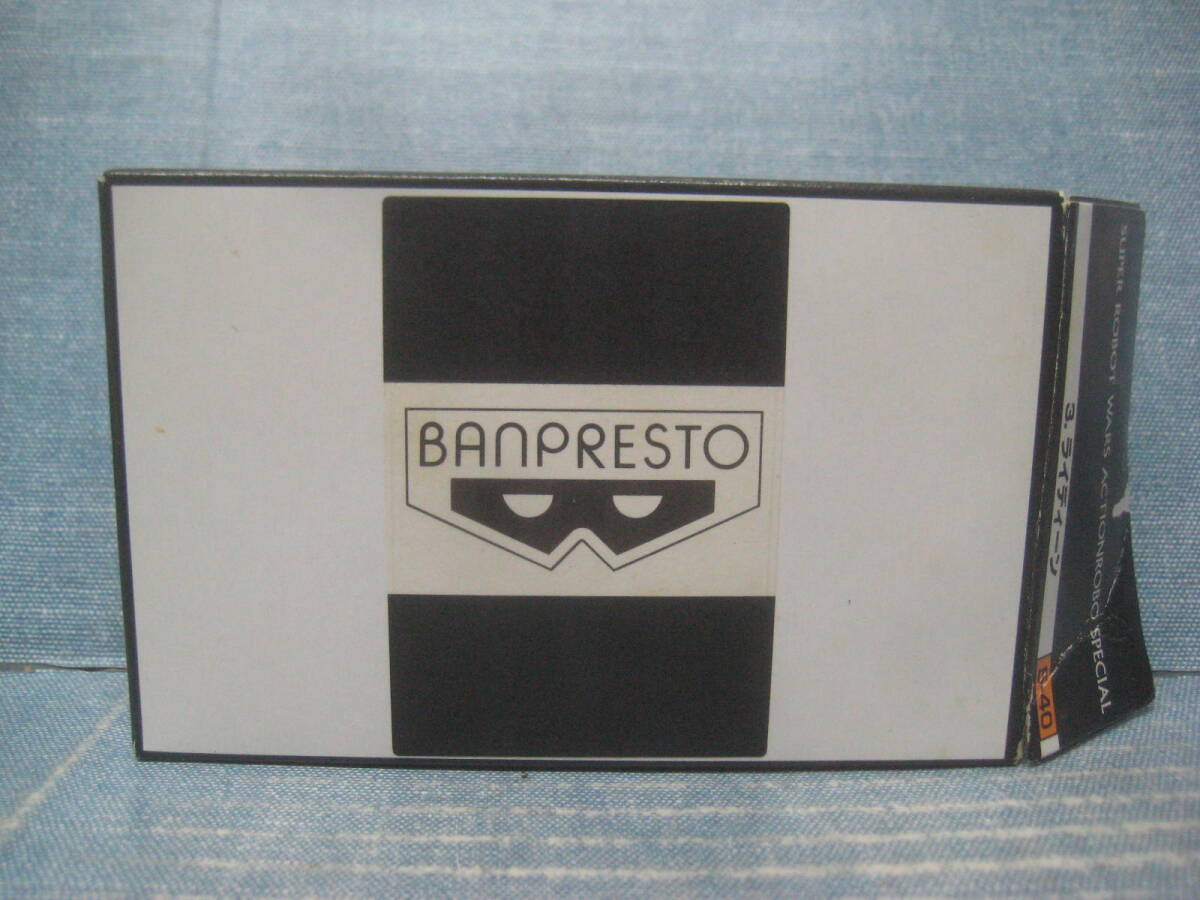 BANPRESTO
SUPER ROBOT WARS ACTIONROBO SPECIAL
3.ライディーン
B-40